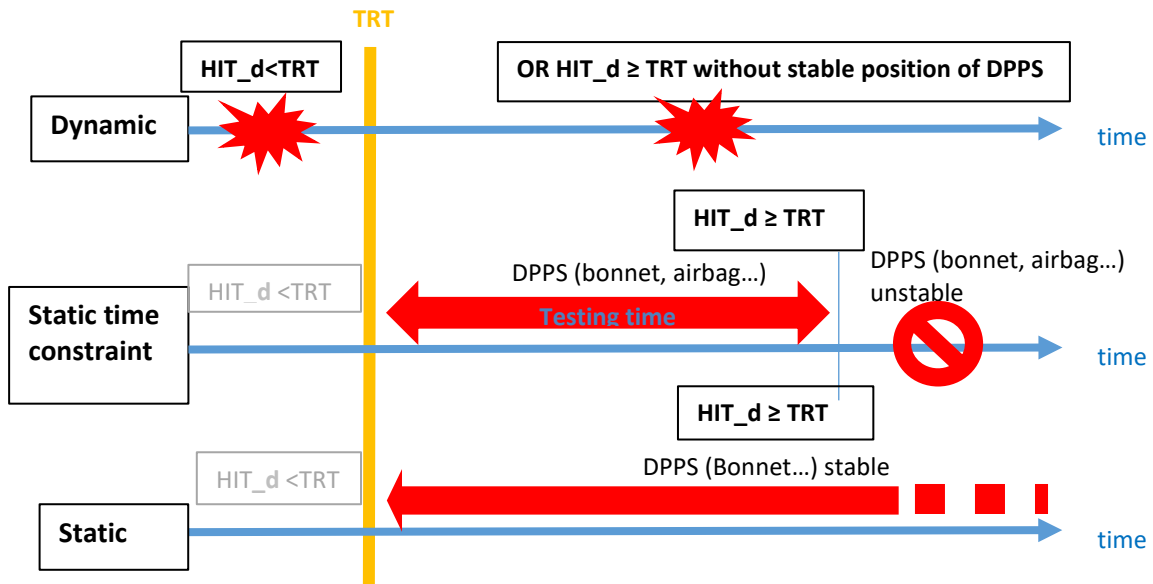 TRT
HIT_d<TRT
OR HIT_d ≥ TRT without stable position of DPPS
Dynamic
time
HIT_d ≥ TRT
DPPS (bonnet, airbag…)
DPPS (bonnet, airbag…)
unstable
HIT_d <TRT
Static time
constraint
Testing time
time
HIT_d ≥ TRT
HIT_d <TRT
DPPS (Bonnet…) stable
Static
time